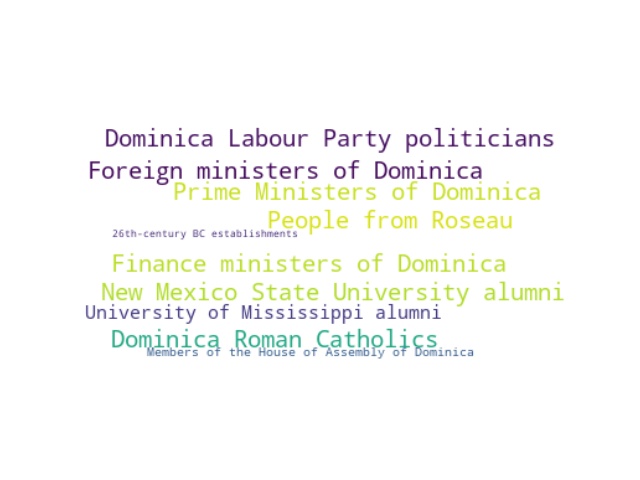 Dominica Labour Party politicians
Foreign ministers of Dominica
Prime Ministers of Dominica
People from Roseau
26th-century BC establishments
Finance ministers of Dominica
New Mexico State University alumni
University of Mississippi alumni
Dominica Roman Catholics
Members of the House of Assembly of Dominica